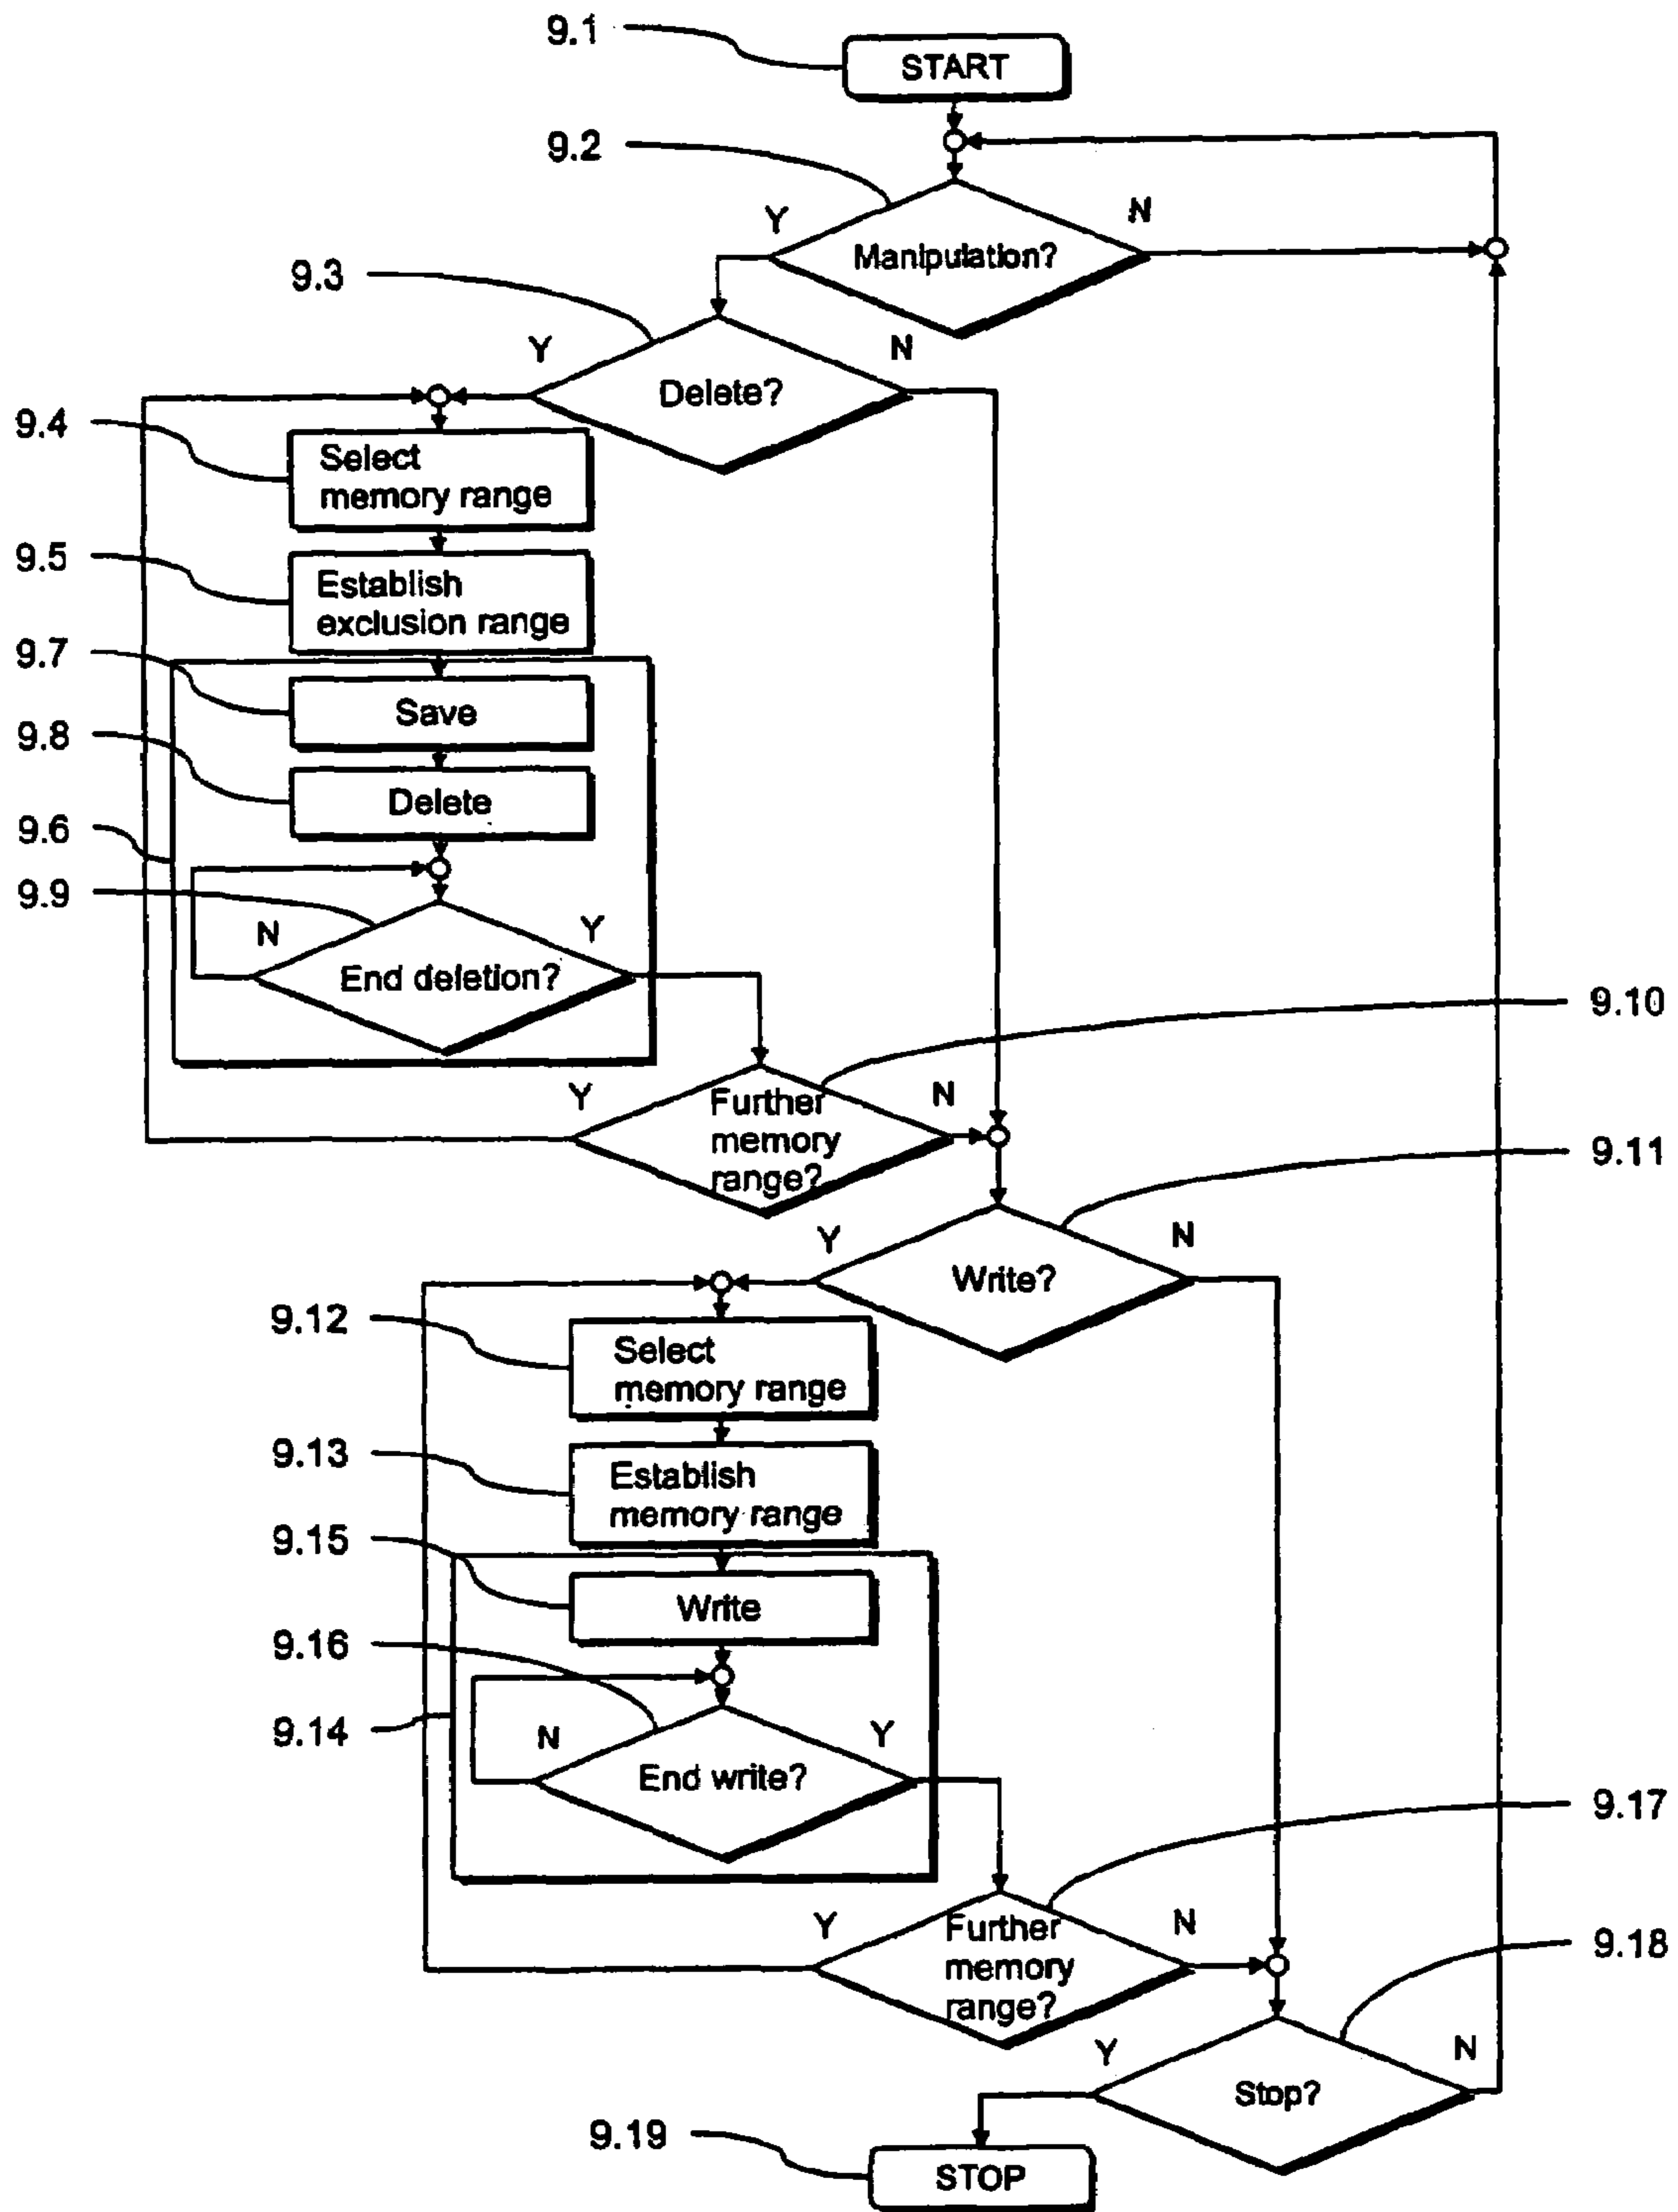 9.1
START
9.2
Y
N
Manipulation?
9.3
Y
N
Delete?
9.4
Select
memory range
9.5
Establish
exclusion range
9.7
Save
9.8
Delete
9.6
9.9
N
Y
End deletion?
9.10
Y
N
Further
memory
range?
9.11
Y
N
Write?
9.12
Select
memory range
9.13
Establish
memory range
9.15
Write
9.16
9.14
N
Y
End write?
9.17
Y
N
Further
memory
range?
9.18
Y
N
Stop?
9.19
STOP